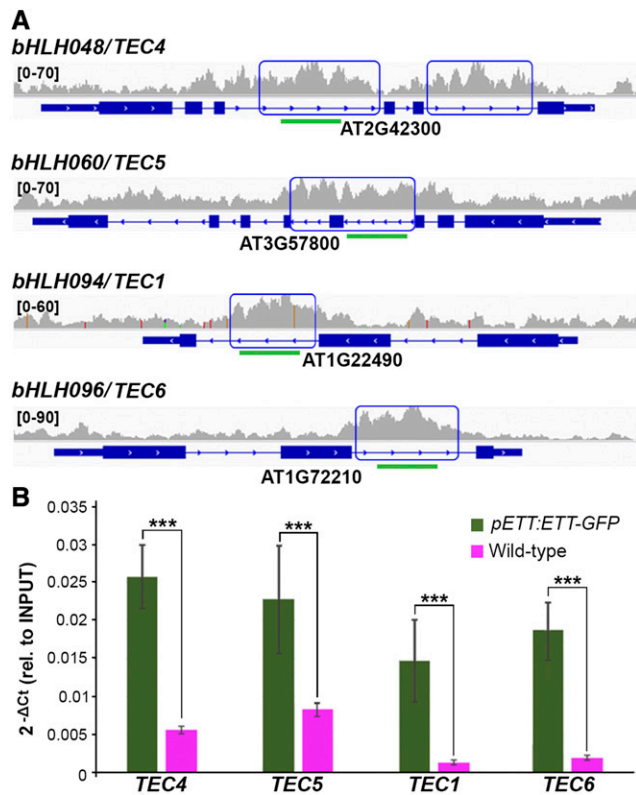 A
bHLH048/TEC4
[0-70]
AT2G42300
bHLH060/TEC5
[0-70]
AT3G57800
bHLH094/TEC1
[0-60]
AT1G22490
bHLH096/TEC6
[0-90]
AT1G72210
B
0.035
0.03
0.025
0.02
0.015
0.01
0.005
0
2-ΔCt (rel. to INPUT)
***
***
***
***
pETT:ETT-GFP
Wild-type
TEC4 TEC5 TEC1 TEC6